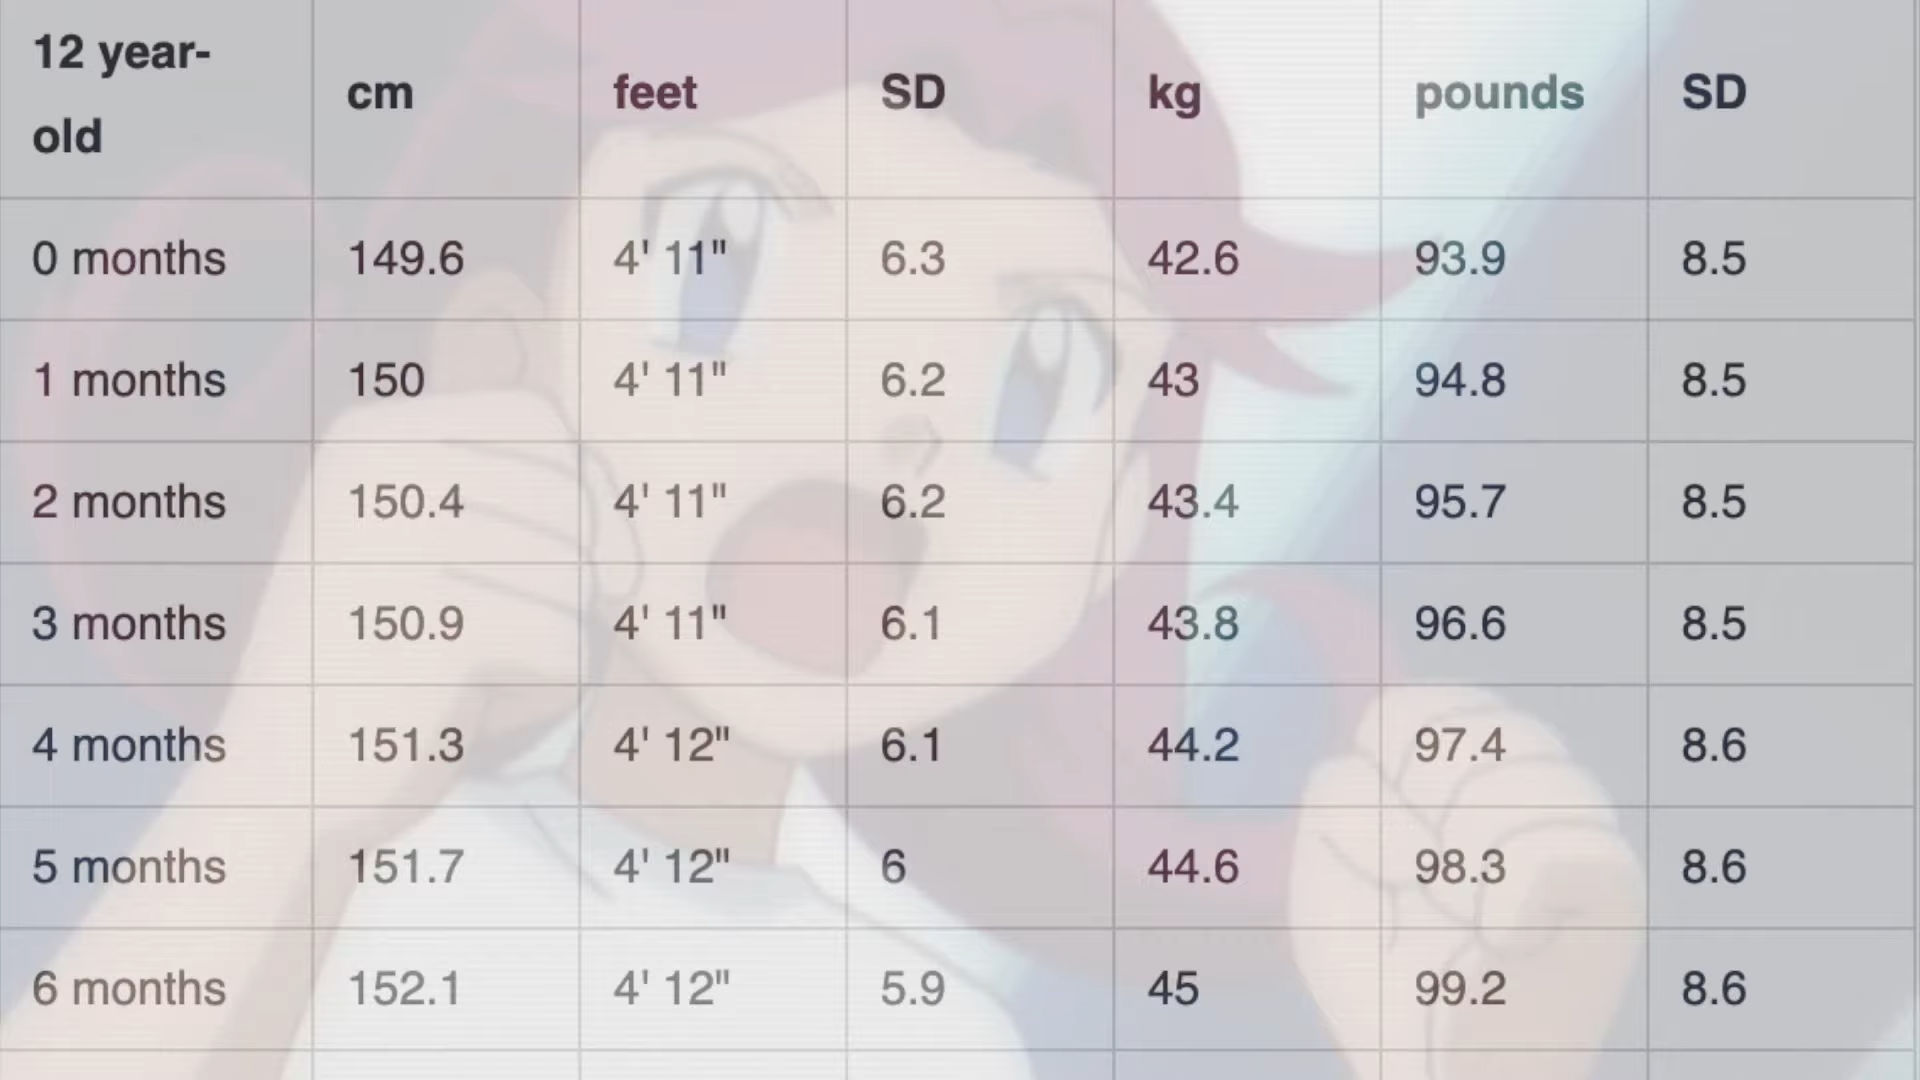 12 year-old cm feet SD kg pounds SD
0 months 149.6 4' 11" 6.3 42.6 93.9 8.5
1 months 150 4' 11" 6.2 43 94.8 8.5
2 months 150.4 4' 11" 6.2 43.4 95.7 8.5
3 months 150.9 4' 11" 6.1 43.8 96.6 8.5
4 months 151.3 4' 12" 6.1 44.2 97.4 8.6
5 months 151.7 4' 12" 6 44.6 98.3 8.6
6 months 152.1 4' 12" 5.9 45 99.2 8.6